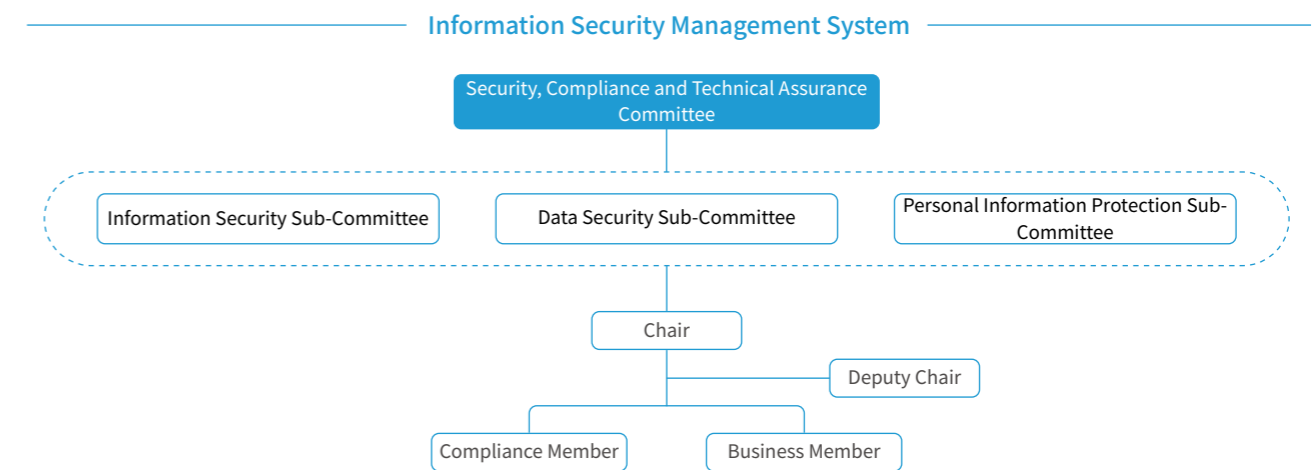 Information Security Management System
Security, Compliance and Technical Assurance
Committee
Information Security Sub-Committee
Data Security Sub-Committee
Personal Information Protection Sub-
Committee
Chair
Deputy Chair
Compliance Member
Business Member